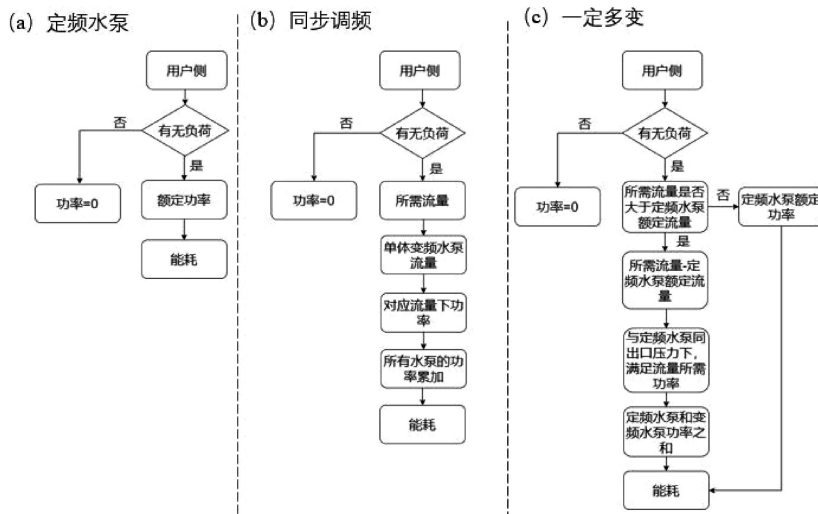 (a) 定频水泵
用户侧
有无负荷
否
是
功率=0
额定功率
能耗
(b) 同步调频
用户侧
有无负荷
否
是
功率=0
所需流量
单体变频水泵
流量
对应流量下功
率
所有水泵的功
率累加
能耗
(c) 一定多变
用户侧
有无负荷
否
是
功率=0
所需流量是否
大于定频水泵
额定流量
否
定频水泵额定
功率
是
所需流量-定
频水泵额定流
量
与定频水泵同
出口压力下，
满足流量所需
功率
定频水泵和变
频水泵功率之
和
能耗